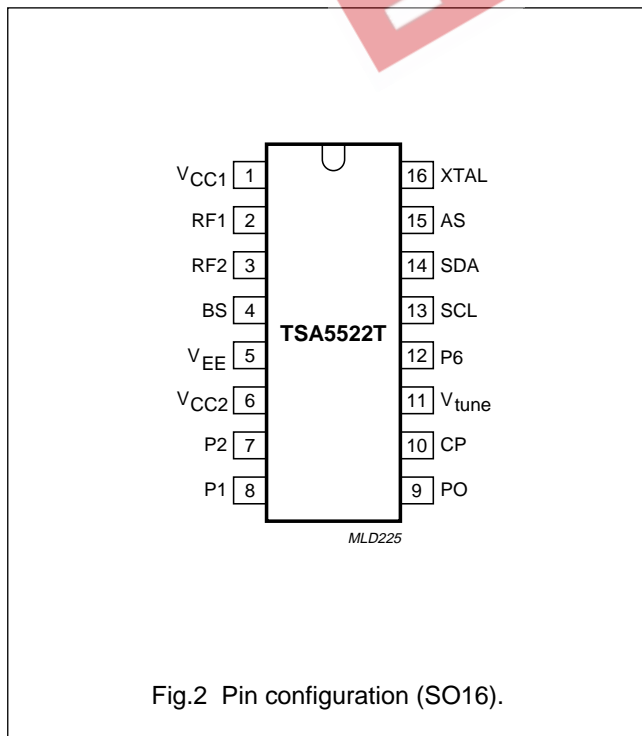 VCC1 1 16 XTAL
RF1 2 15 AS
RF2 3 14 SDA
BS 4 13 SCL
TSA5522T
VEE 5 12 P6
VCC2 6 11 Vtune
P2 7 10 CP
P1 8 9 PO
MLD225
Fig.2 Pin configuration (SO16).